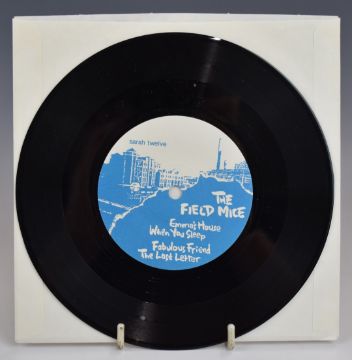 sarah twelve
THE
FIELD MICE
Emma's House
When You Sleep
Fabulous Friend
The Last Letter